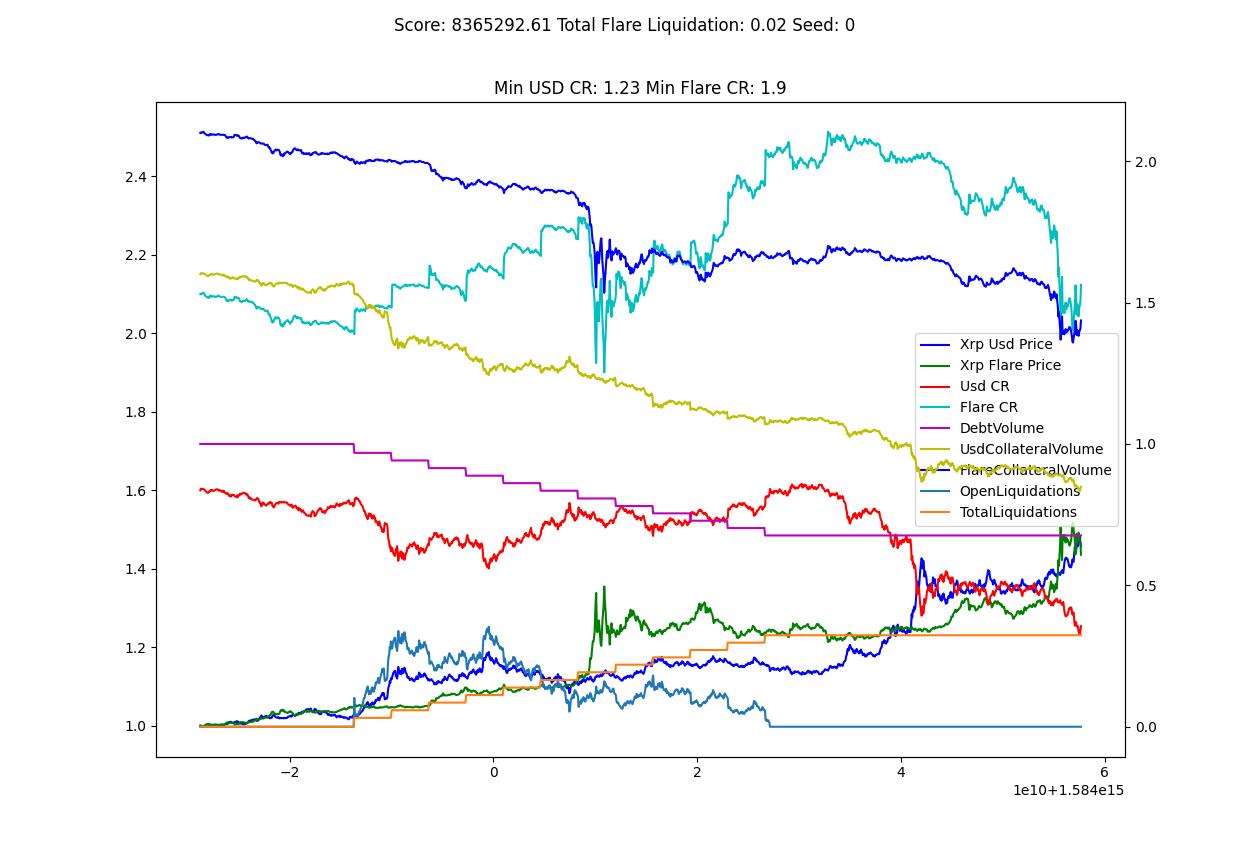 Score: 8365292.61 Total Flare Liquidation: 0.02 Seed: 0
Min USD CR: 1.23 Min Flare CR: 1.9
2.4
2.2
2.0
1.8
1.6
1.4
1.2
1.0
2.0
1.5
1.0
0.5
0.0
Xrp Usd Price
Xrp Flare Price
Usd CR
Flare CR
DebtVolume
UsdCollateralVolume
FlareCollateralVolume
OpenLiquidations
TotalLiquidations
−2 0 2 4 6
1e10+1.584e15